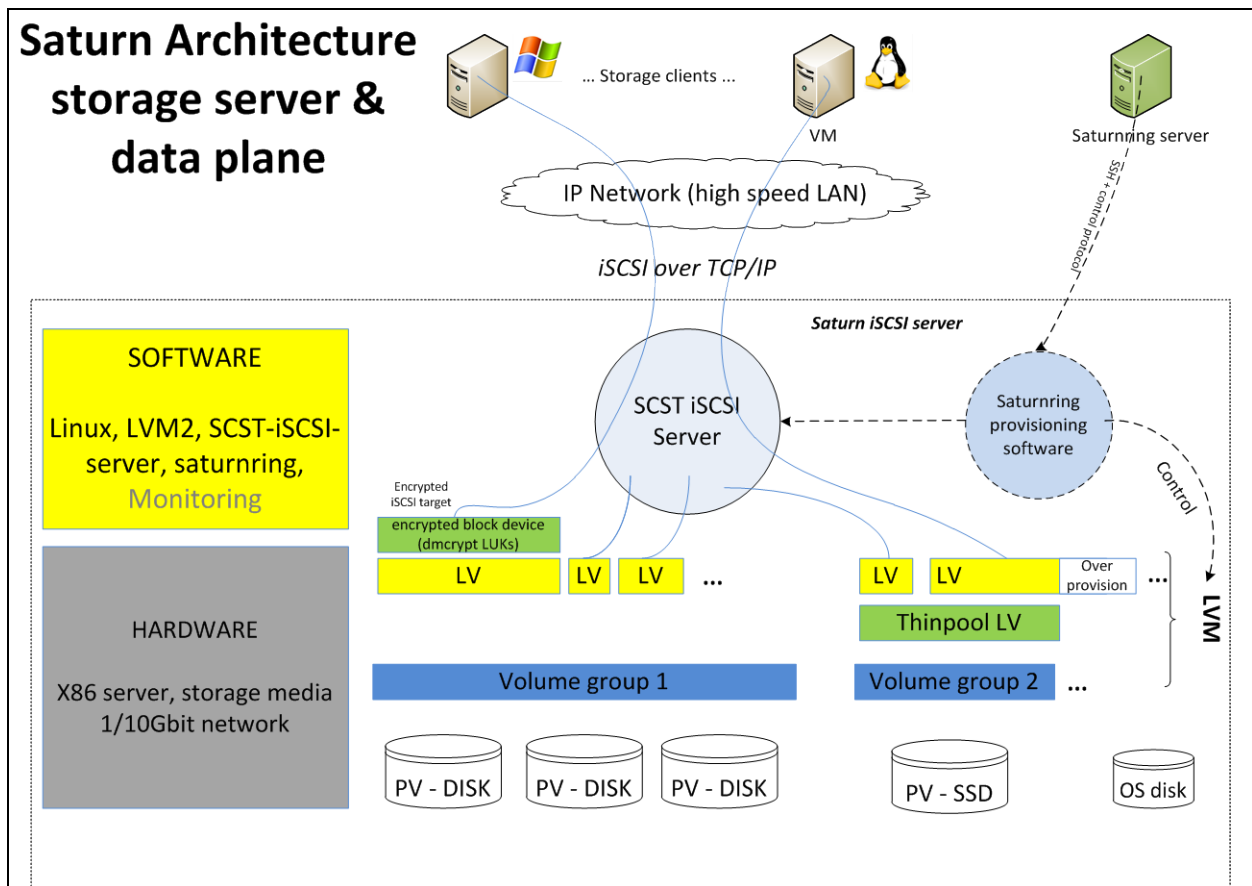 Saturn Architecture
storage server &
data plane
... Storage clients ...
VM
Saturnring server
SSH + control protocol
IP Network (high speed LAN)
iSCSI over TCP/IP
Saturn iSCSI server
SOFTWARE
Linux, LVM2, SCST-iSCSI-
server, saturnring,
Monitoring
SCST iSCSI
Server
Saturnring
provisioning
software
Control
Encrypted
iSCSI target
encrypted block device
(dmcrypt LUKs)
LV
LV
LV
...
LV
LV
Over
provision
...
LVM
Thinpool LV
HARDWARE
X86 server, storage media
1/10Gbit network
Volume group 1
Volume group 2
...
PV - DISK
PV - DISK
PV - DISK
PV - SSD
OS disk